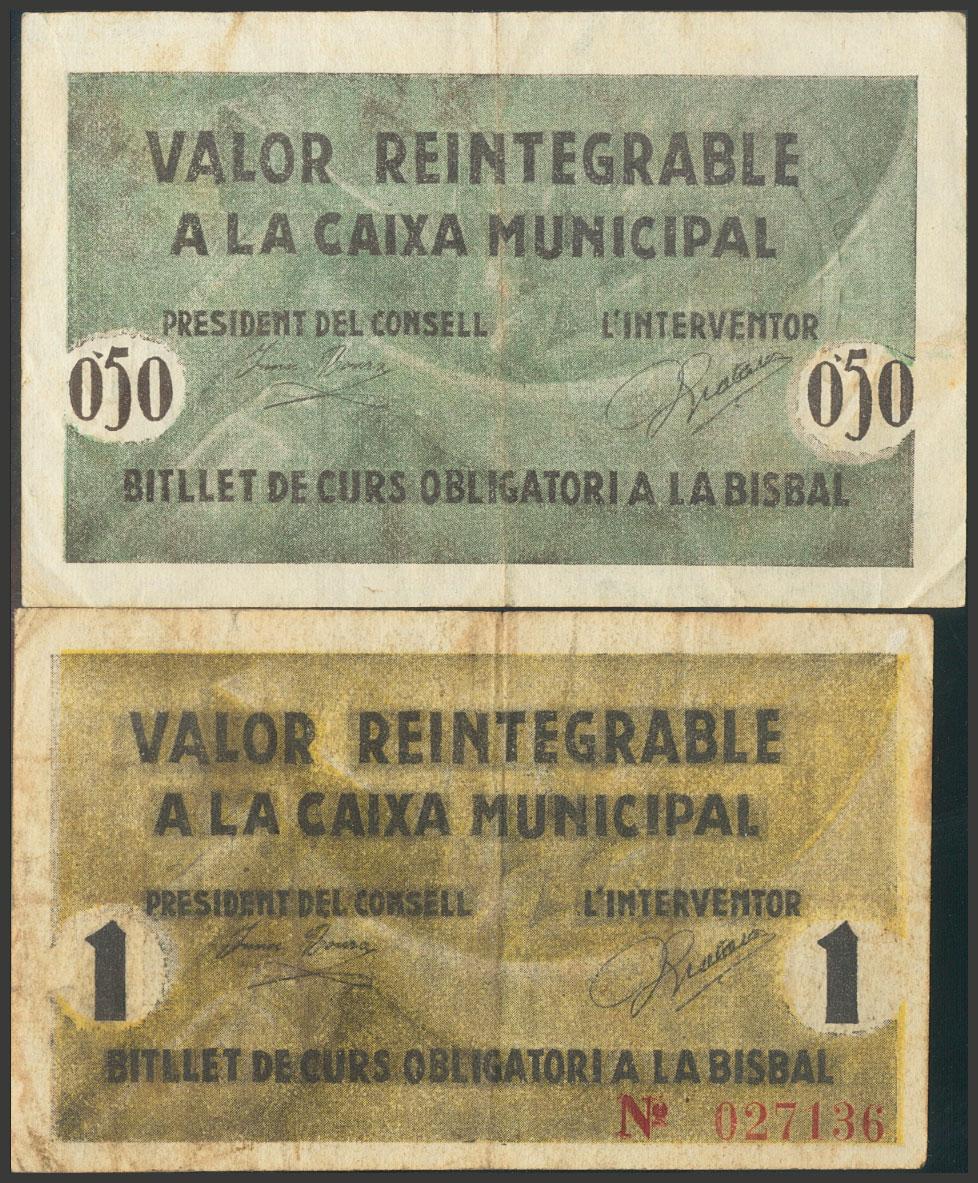 VALOR REINTEGRABLE
A LA CAIXA MUNICIPAL
PRESIDENT DEL CONSELL L'INTERVENTOR
0'50 0'50
BITLLET DE CURS OBLIGATORI A LA BISBAL
VALOR REINTEGRABLE
A LA CAIXA MUNICIPAL
PRESIDENT DEL CONSELL L'INTERVENTOR
1 1
BITLLET DE CURS OBLIGATORI A LA BISBAL
Nº 027136